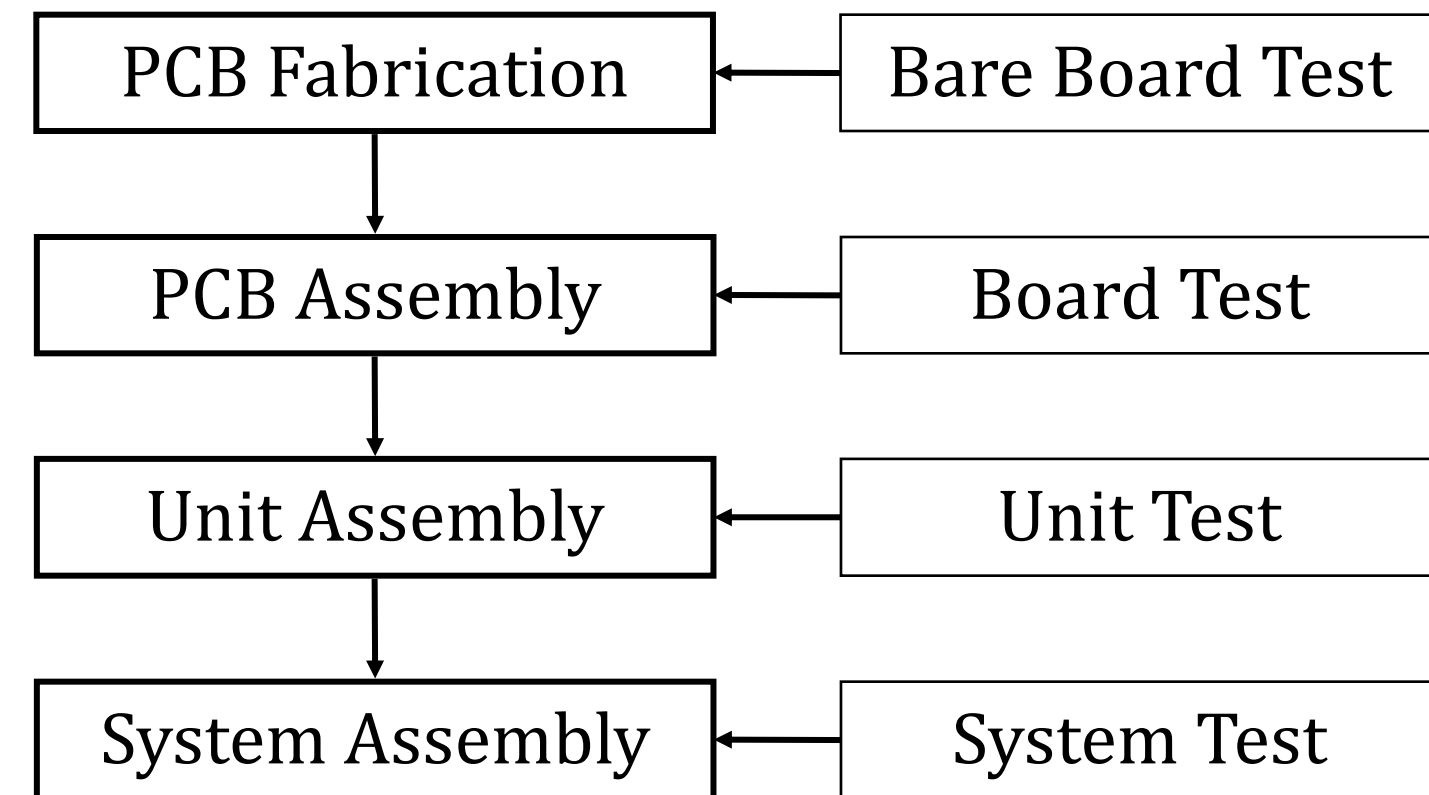 PCB Fabrication
Bare Board Test
PCB Assembly
Board Test
Unit Assembly
Unit Test
System Assembly
System Test